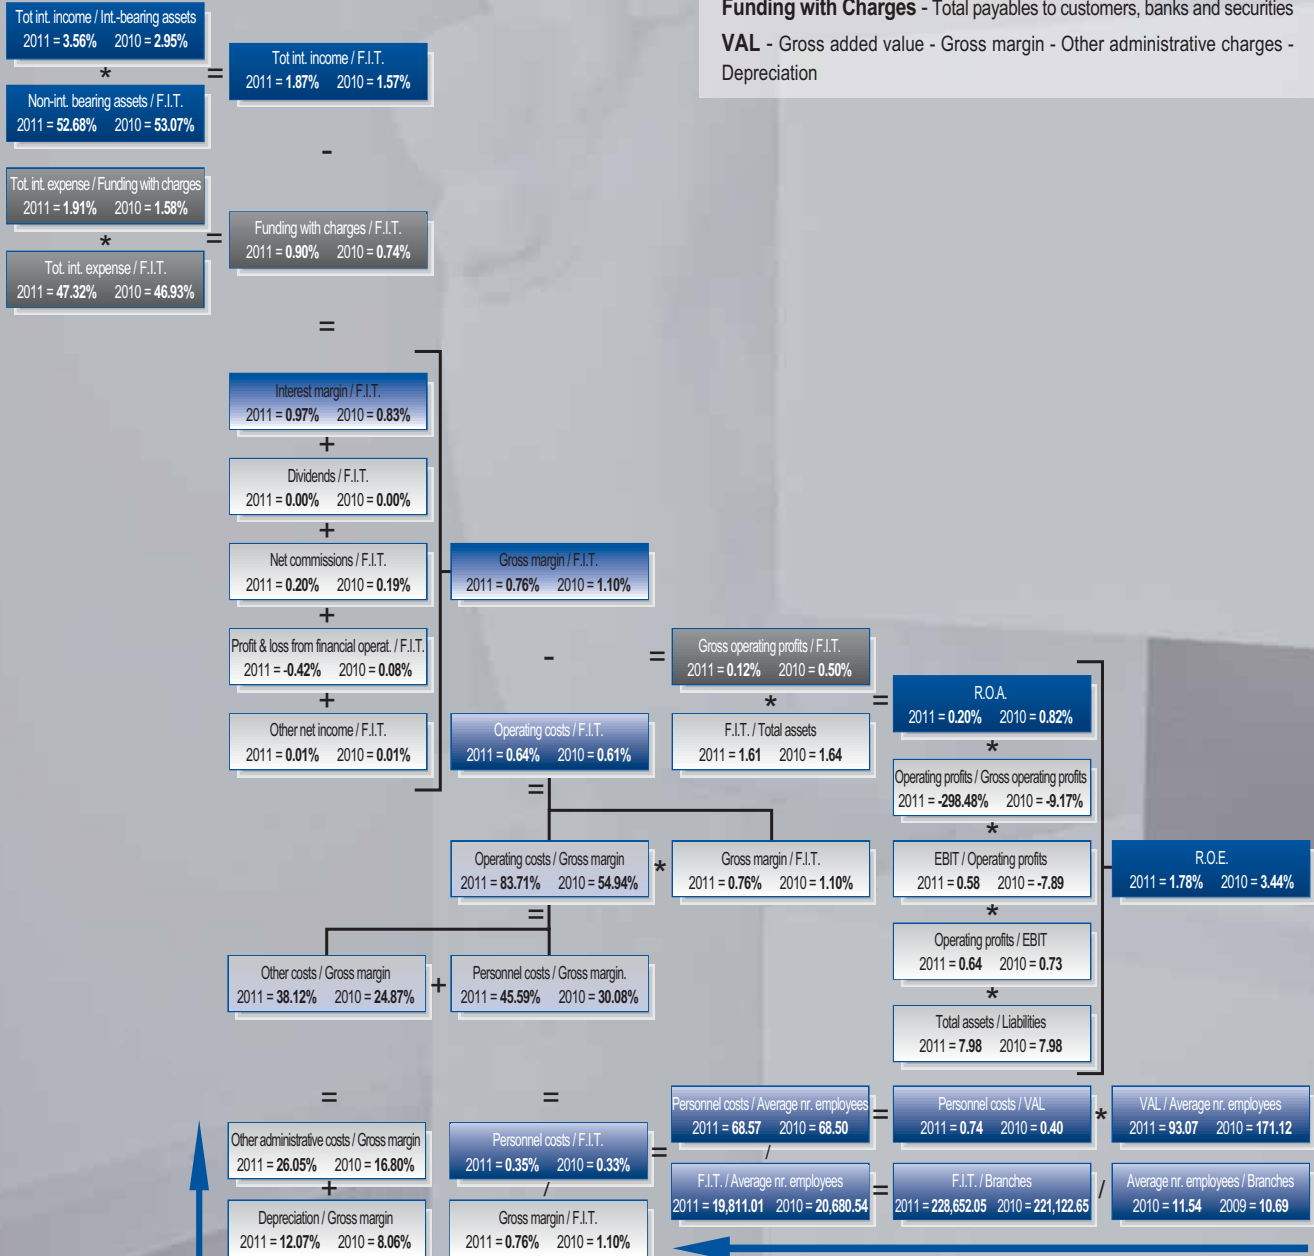 Funding with Charges - Total payables to customers, banks and securities
VAL - Gross added value - Gross margin - Other administrative charges -
Depreciation
Tot int. income / Int.-bearing assets
2011 = 3.56% 2010 = 2.95%
*
=
Tot int. income / F.I.T.
2011 = 1.87% 2010 = 1.57%
Non-int. bearing assets / F.I.T.
2011 = 52.68% 2010 = 53.07%
-
Tot. int. expense / Funding with charges
2011 = 1.91% 2010 = 1.58%
*
=
Funding with charges / F.I.T.
2011 = 0.90% 2010 = 0.74%
Tot. int. expense / F.I.T.
2011 = 47.32% 2010 = 46.93%
=
Interest margin / F.I.T.
2011 = 0.97% 2010 = 0.83%
+
Dividends / F.I.T.
2011 = 0.00% 2010 = 0.00%
+
Net commissions / F.I.T.
2011 = 0.20% 2010 = 0.19%
+
Profit & loss from financial operat. / F.I.T.
2011 = -0.42% 2010 = 0.08%
+
Other net income / F.I.T.
2011 = 0.01% 2010 = 0.01%
Gross margin / F.I.T.
2011 = 0.76% 2010 = 1.10%
-
=
Operating costs / F.I.T.
2011 = 0.64% 2010 = 0.61%
Gross operating profits / F.I.T.
2011 = 0.12% 2010 = 0.50%
*
=
F.I.T. / Total assets
2011 = 1.61 2010 = 1.64
R.O.A.
2011 = 0.20% 2010 = 0.82%
*
Operating profits / Gross operating profits
2011 = -298.48% 2010 = -9.17%
*
EBIT / Operating profits
2011 = 0.58 2010 = -7.89
*
Operating profits / EBIT
2011 = 0.64 2010 = 0.73
*
Total assets / Liabilities
2011 = 7.98 2010 = 7.98
R.O.E.
2011 = 1.78% 2010 = 3.44%
=
Operating costs / Gross margin
2011 = 83.71% 2010 = 54.94%
*
Gross margin / F.I.T.
2011 = 0.76% 2010 = 1.10%
=
Other costs / Gross margin
2011 = 38.12% 2010 = 24.87%
+
Personnel costs / Gross margin.
2011 = 45.59% 2010 = 30.08%
=
=
Other administrative costs / Gross margin
2011 = 26.05% 2010 = 16.80%
+
Depreciation / Gross margin
2011 = 12.07% 2010 = 8.06%
Personnel costs / F.I.T.
2011 = 0.35% 2010 = 0.33%
/
Gross margin / F.I.T.
2011 = 0.76% 2010 = 1.10%
=
Personnel costs / Average nr. employees
2011 = 68.57 2010 = 68.50
=
Personnel costs / VAL
2011 = 0.74 2010 = 0.40
*
VAL / Average nr. employees
2011 = 93.07 2010 = 171.12
/
F.I.T. / Average nr. employees
2011 = 19,811.01 2010 = 20,680.54
=
F.I.T. / Branches
2011 = 228,652.05 2010 = 221,122.65
/
Average nr. employees / Branches
2010 = 11.54 2009 = 10.69